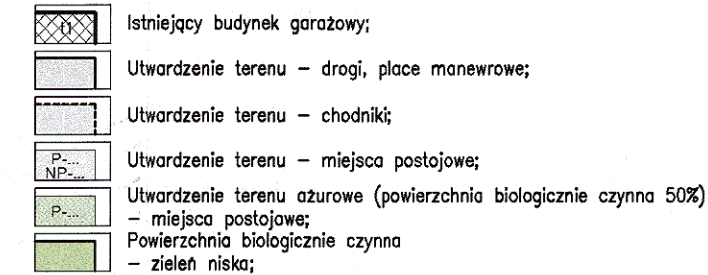 t1 Istniejący budynek garażowy;
Utwardzenie terenu – drogi, place manewrowe;
Utwardzenie terenu – chodniki;
P-...
NP-...
Utwardzenie terenu – miejsca postojowe;
Utwardzenie terenu ażurowe (powierzchnia biologicznie czynna 50%)
P-...
– miejsca postojowe;
Powierzchnia biologicznie czynna
– zieleń niska;